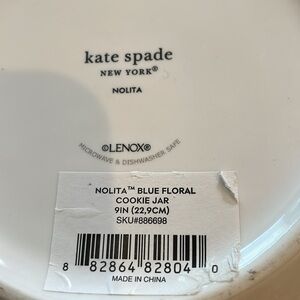 kate spade
NEW YORK®
NOLITA
©LENOX®
MICROWAVE & DISHWASHER SAFE
NOLITA™ BLUE FLORAL
COOKIE JAR
9IN (22,9CM)
SKU#886698
8 82864 82804 0
MADE IN CHINA